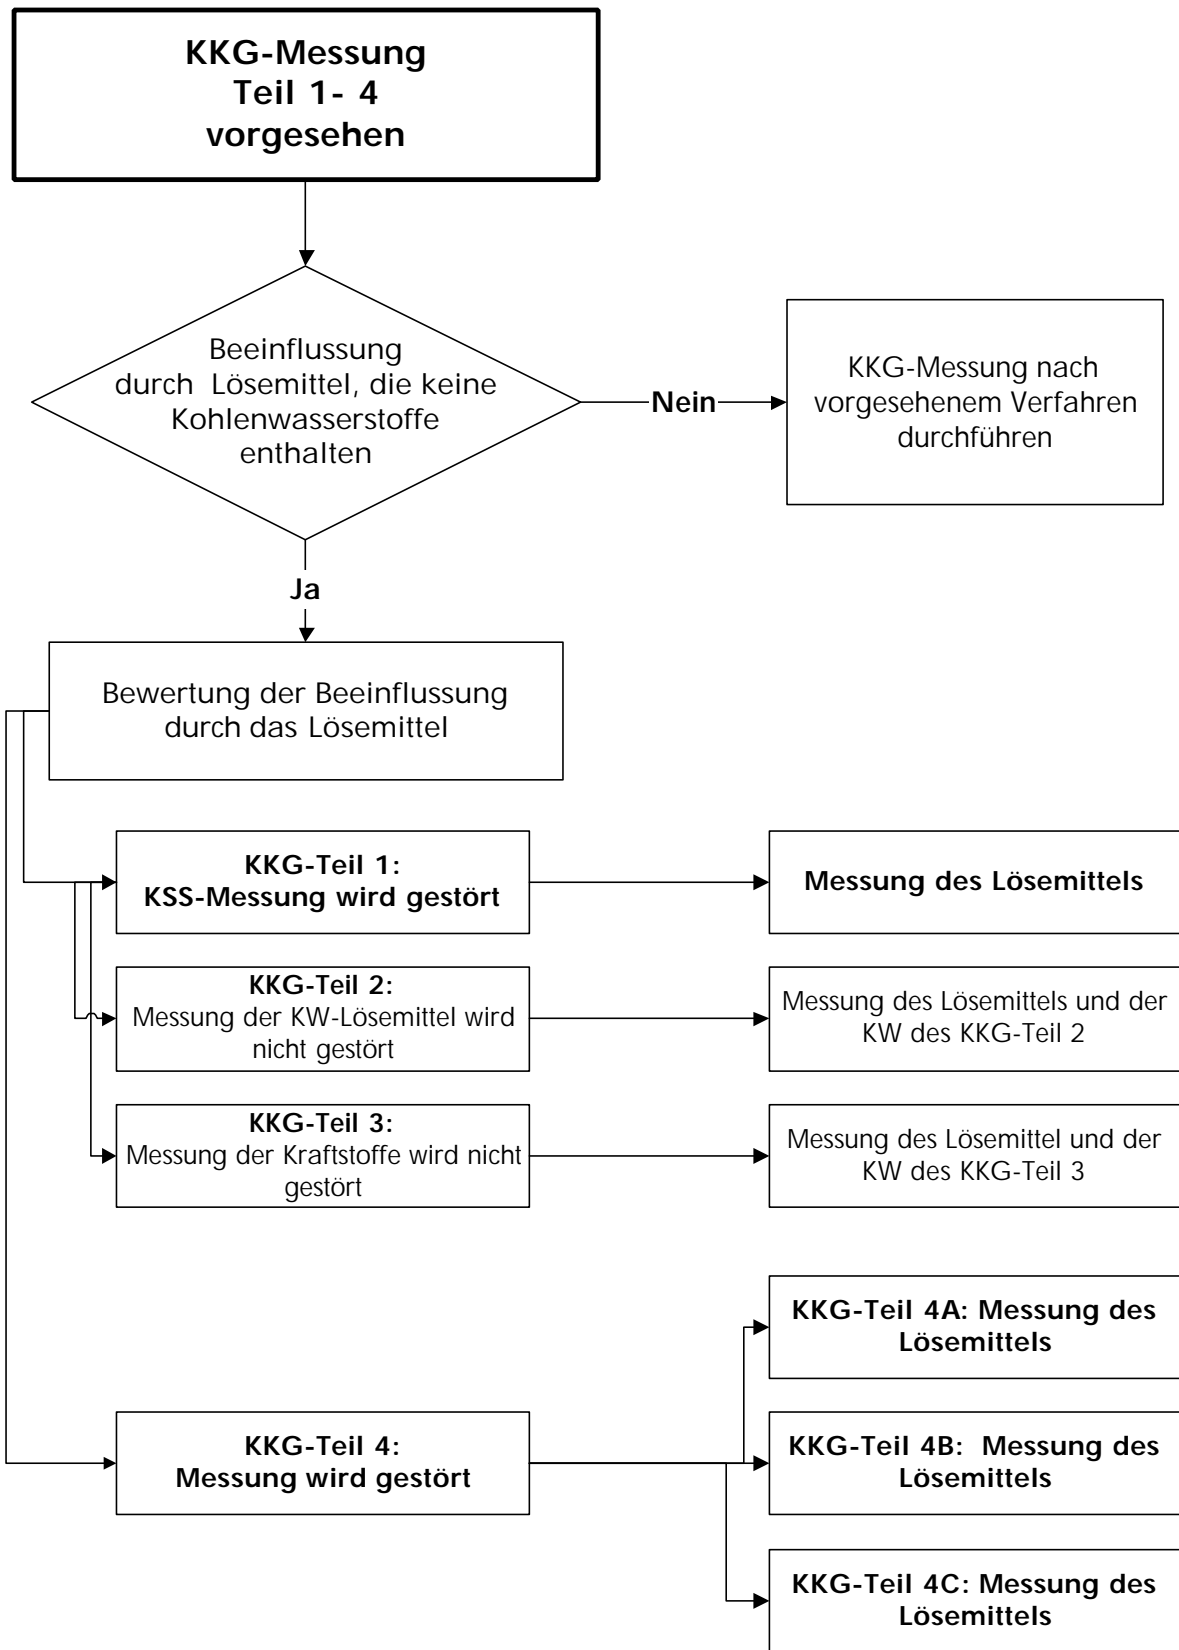 KKG-Messung
Teil 1- 4
vorgesehen
Beeinflussung
durch Lösemittel, die keine
Kohlenwasserstoffe
enthalten
Nein
KKG-Messung nach
vorgesehenem Verfahren
durchführen
Ja
Bewertung der Beeinflussung
durch das Lösemittel
KKG-Teil 1:
KSS-Messung wird gestört
Messung des Lösemittels
KKG-Teil 2:
Messung der KW-Lösemittel wird
nicht gestört
Messung des Lösemittels und der
KW des KKG-Teil 2
KKG-Teil 3:
Messung der Kraftstoffe wird nicht
gestört
Messung des Lösemittel und der
KW des KKG-Teil 3
KKG-Teil 4A: Messung des
Lösemittels
KKG-Teil 4:
Messung wird gestört
KKG-Teil 4B: Messung des
Lösemittels
KKG-Teil 4C: Messung des
Lösemittels